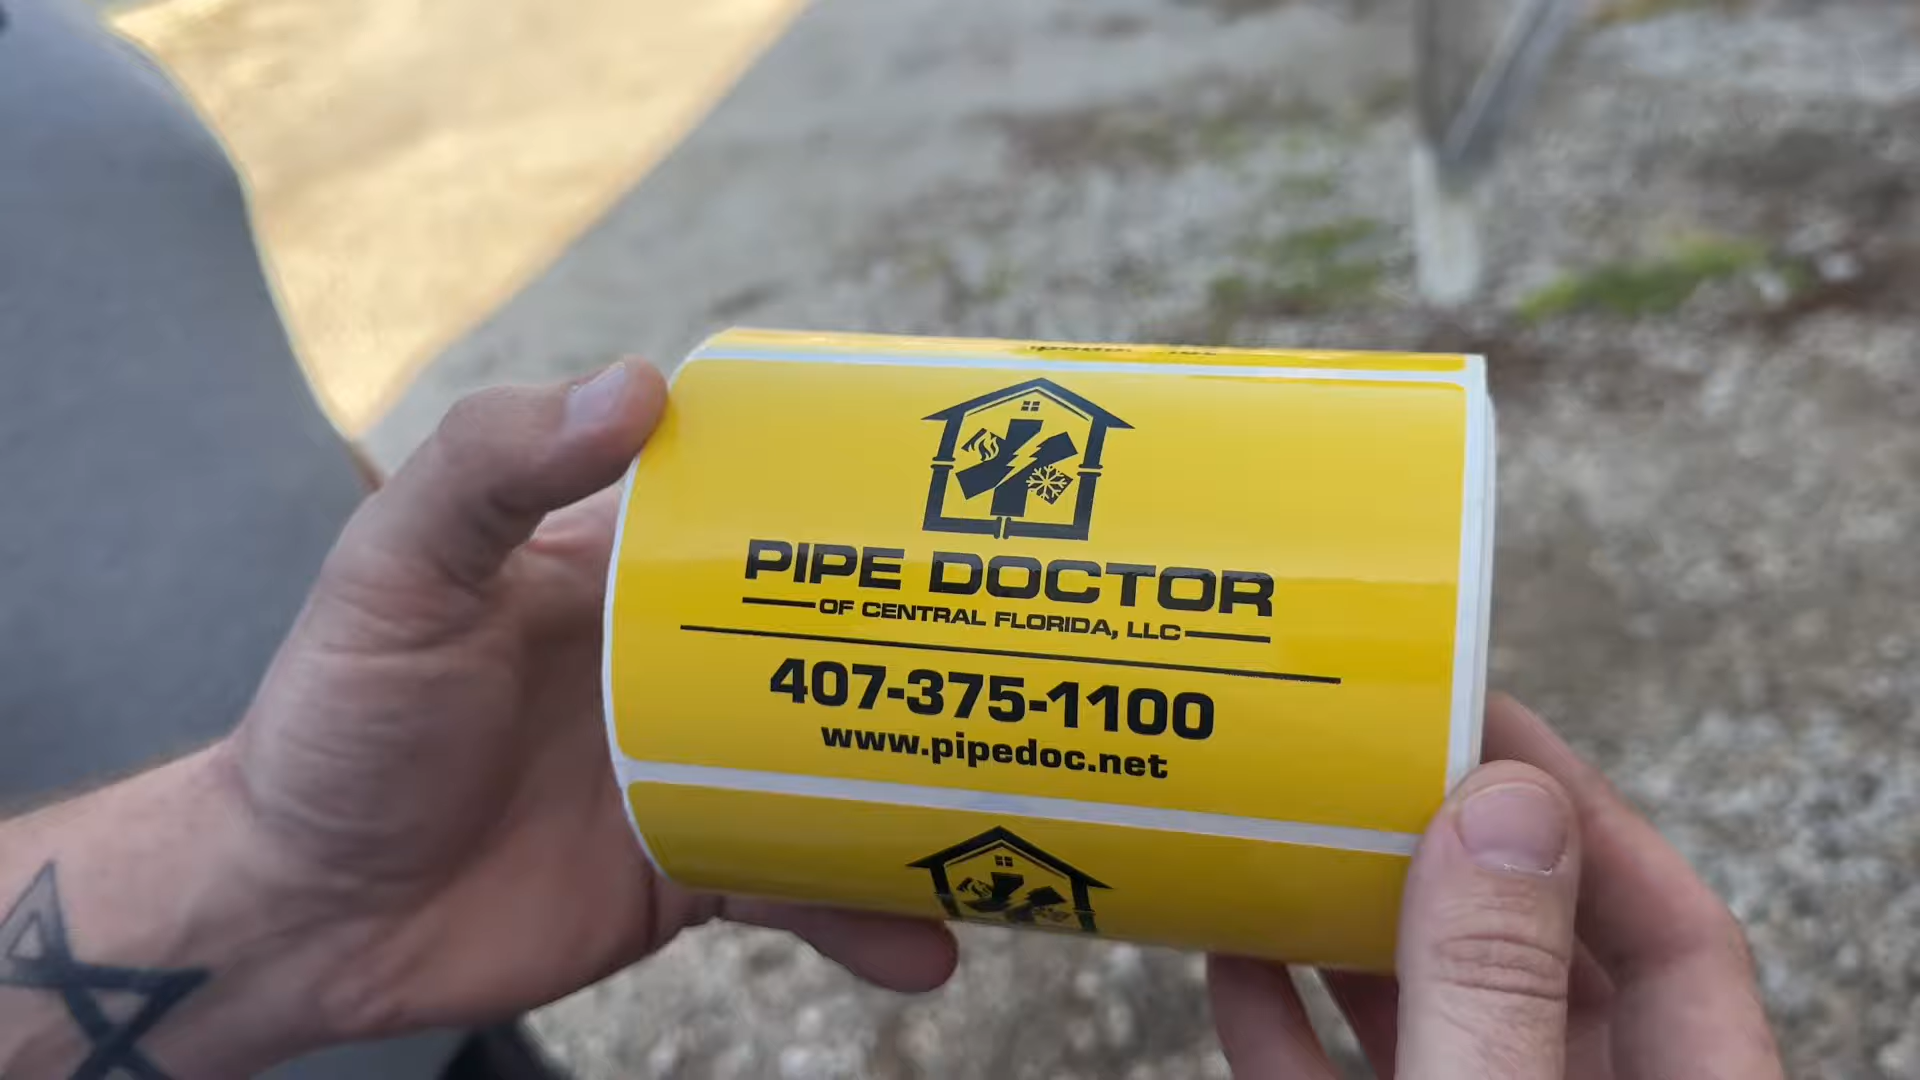 PIPE DOCTOR
OF CENTRAL FLORIDA, LLC
407-375-1100
www.pipedoc.net